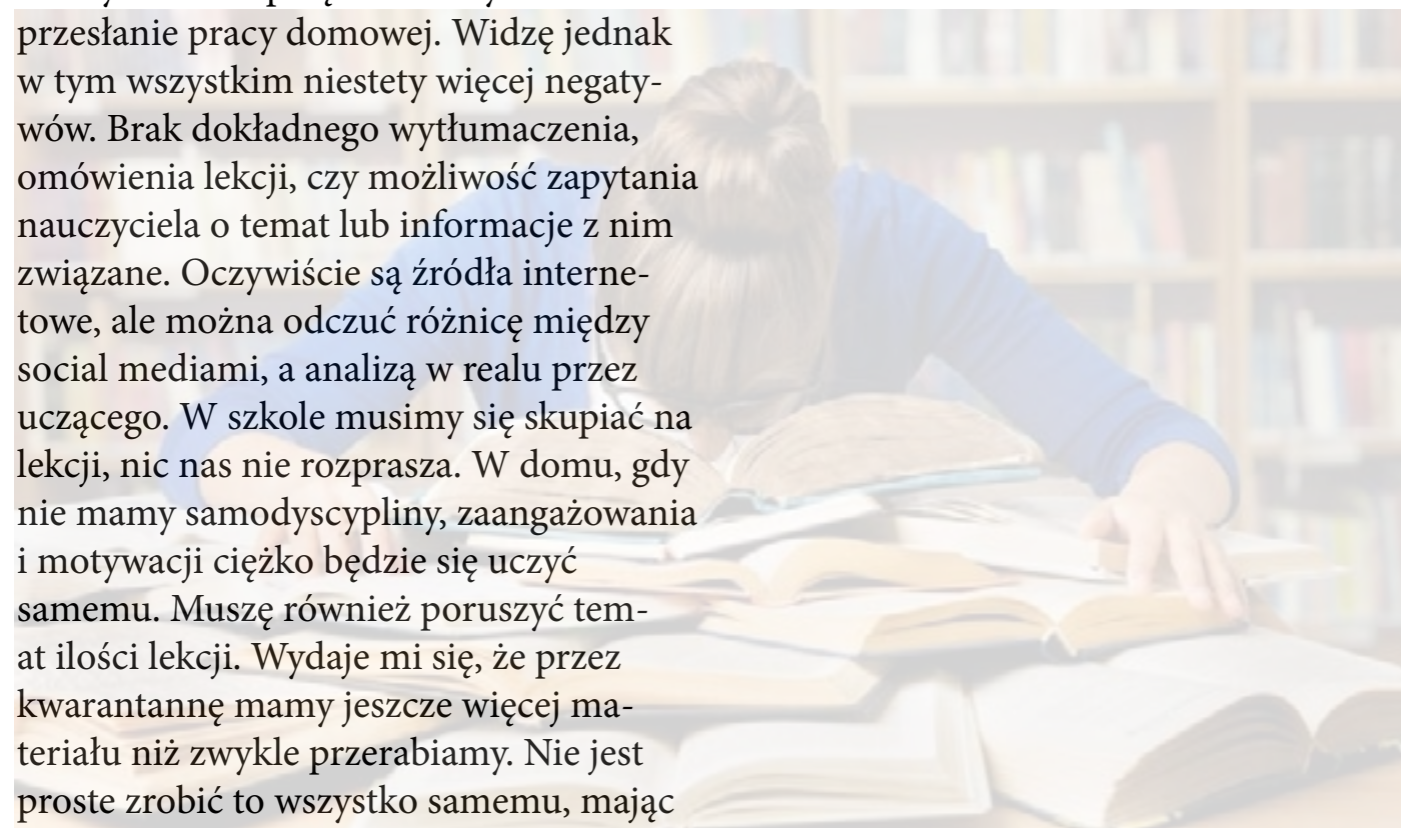 przesłanie pracy domowej. Widzę jednak
w tym wszystkim niestety więcej negaty-
wów. Brak dokładnego wytłumaczenia,
omówienia lekcji, czy możliwość zapytania
nauczyciela o temat lub informacje z nim
związane. Oczywiście są źródła interne-
towe, ale można odczuć różnicę między
social mediami, a analizą w realu przez
uczącego. W szkole musimy się skupiać na
lekcji, nic nas nie rozprasza. W domu, gdy
nie mamy samodyscypliny, zaangażowania
i motywacji ciężko będzie się uczyć
samemu. Muszę również poruszyć tem-
at ilości lekcji. Wydaje mi się, że przez
kwarantannę mamy jeszcze więcej ma-
teriału niż zwykle przerabiamy. Nie jest
proste zrobić to wszystko samemu, mając